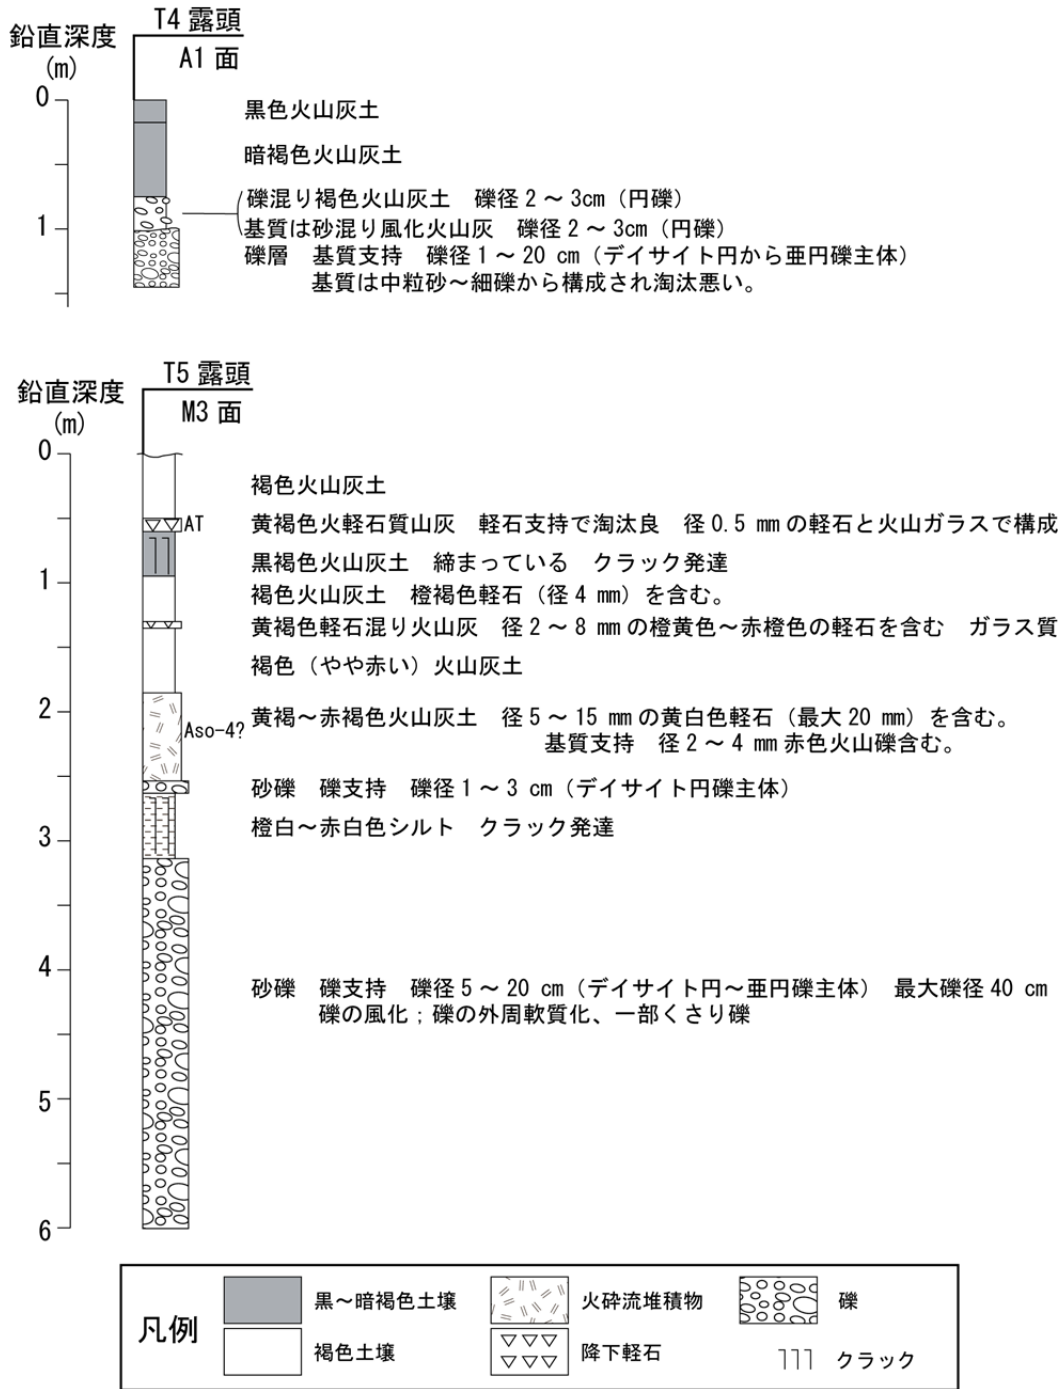 T4 露頭
鉛直深度
(m)
A1 面
0
黒色火山灰土
暗褐色火山灰土
礫混り褐色火山灰土 礫径 2 ~ 3cm (円礫)
1
基質は砂混り風化火山灰 礫径 2 ~ 3cm (円礫)
礫層 基質支持 礫径 1 ~ 20 cm (デイサイト円から亜円礫主体)
基質は中粒砂~細礫から構成され淘汰悪い。
T5 露頭
鉛直深度
(m)
M3 面
0
褐色火山灰土
AT 黄褐色火軽石質山灰 軽石支持で淘汰良 径 0.5 mm の軽石と火山ガラスで構成
黒褐色火山灰土 締まっている クラック発達
1
褐色火山灰土 橙褐色軽石 (径 4 mm) を含む。
黄褐色軽石混り火山灰 径 2 ~ 8 mm の橙黄色~赤橙色の軽石を含む ガラス質
褐色 (やや赤い) 火山灰土
2
Aso-4? 黄褐~赤褐色火山灰土 径 5 ~ 15 mm の黄白色軽石 (最大 20 mm) を含む。
基質支持 径 2 ~ 4 mm 赤色火山礫含む。
砂礫 礫支持 礫径 1 ~ 3 cm (デイサイト円礫主体)
3
橙白~赤白色シルト クラック発達
4
砂礫 礫支持 礫径 5 ~ 20 cm (デイサイト円~亜円礫主体) 最大礫径 40 cm
礫の風化 ; 礫の外周軟質化、一部くさり礫
5
6
凡例
黒~暗褐色土壌 火砕流堆積物 礫
褐色土壌 降下軽石 クラック